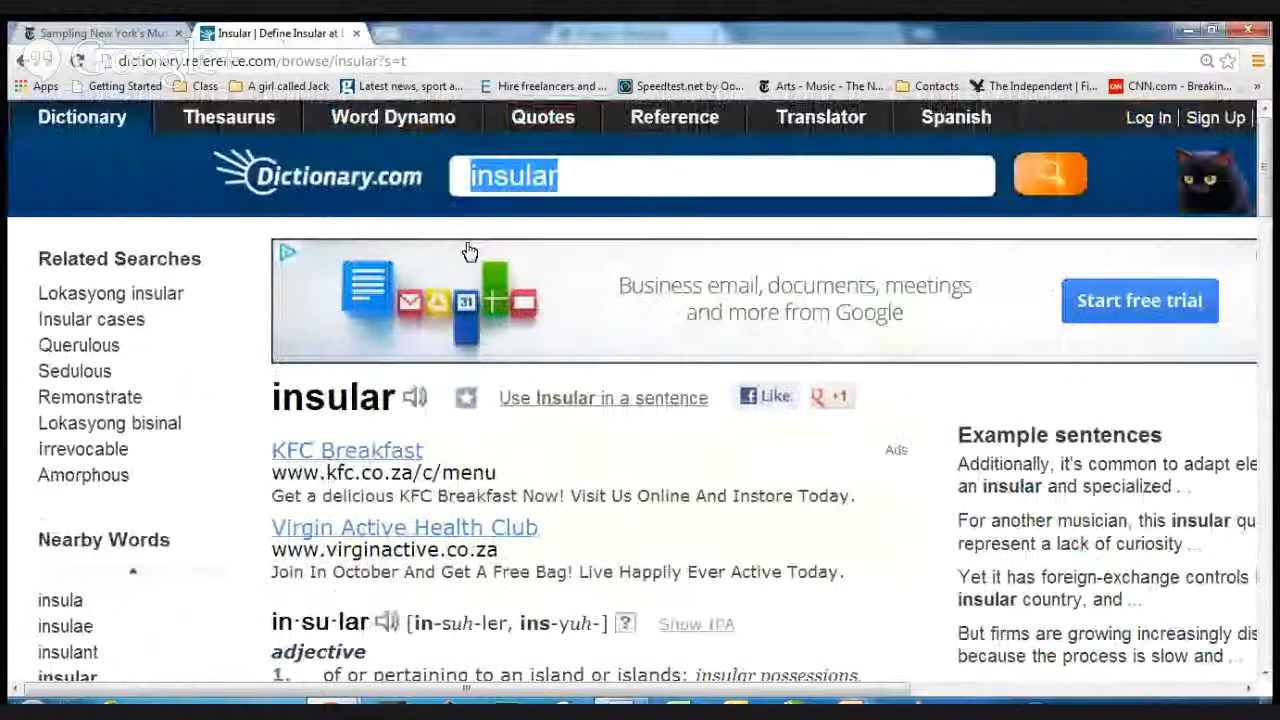 Sampling New York's Mu
Insular | Define Insular at
Google+
dictionary.reference.com/browse/insular?s=t
Apps Getting Started Class A girl called Jack Latest news, sport a... Hire freelancers and ... Speedtest.net by Oo... Arts - Music - The N... Contacts The Independent | Fi... CNN.com - Breakin... »
Dictionary Thesaurus Word Dynamo Quotes Reference Translator Spanish Log In | Sign Up |
Dictionary.com
insular
Related Searches
Lokasyong insular
Insular cases
Querulous
Sedulous
Remonstrate
Lokasyong bisinal
Irrevocable
Amorphous
Nearby Words
insula
insulae
insulant
insular
31
Business email, documents, meetings
and more from Google
Start free trial
insular Use Insular in a sentence Like +1
KFC Breakfast Ads
www.kfc.co.za/c/menu
Get a delicious KFC Breakfast Now! Visit Us Online And Instore Today.
Virgin Active Health Club
www.virginactive.co.za
Join In October And Get A Free Bag! Live Happily Ever Active Today.
in·su·lar [in-suh-ler, ins-yuh-] ? Show IPA
adjective
1. of or pertaining to an island or islands: insular possessions.
Example sentences
Additionally, it's common to adapt ele
an insular and specialized ...
For another musician, this insular qu
represent a lack of curiosity ...
Yet it has foreign-exchange controls
insular country, and ...
But firms are growing increasingly dis
because the process is slow and ...